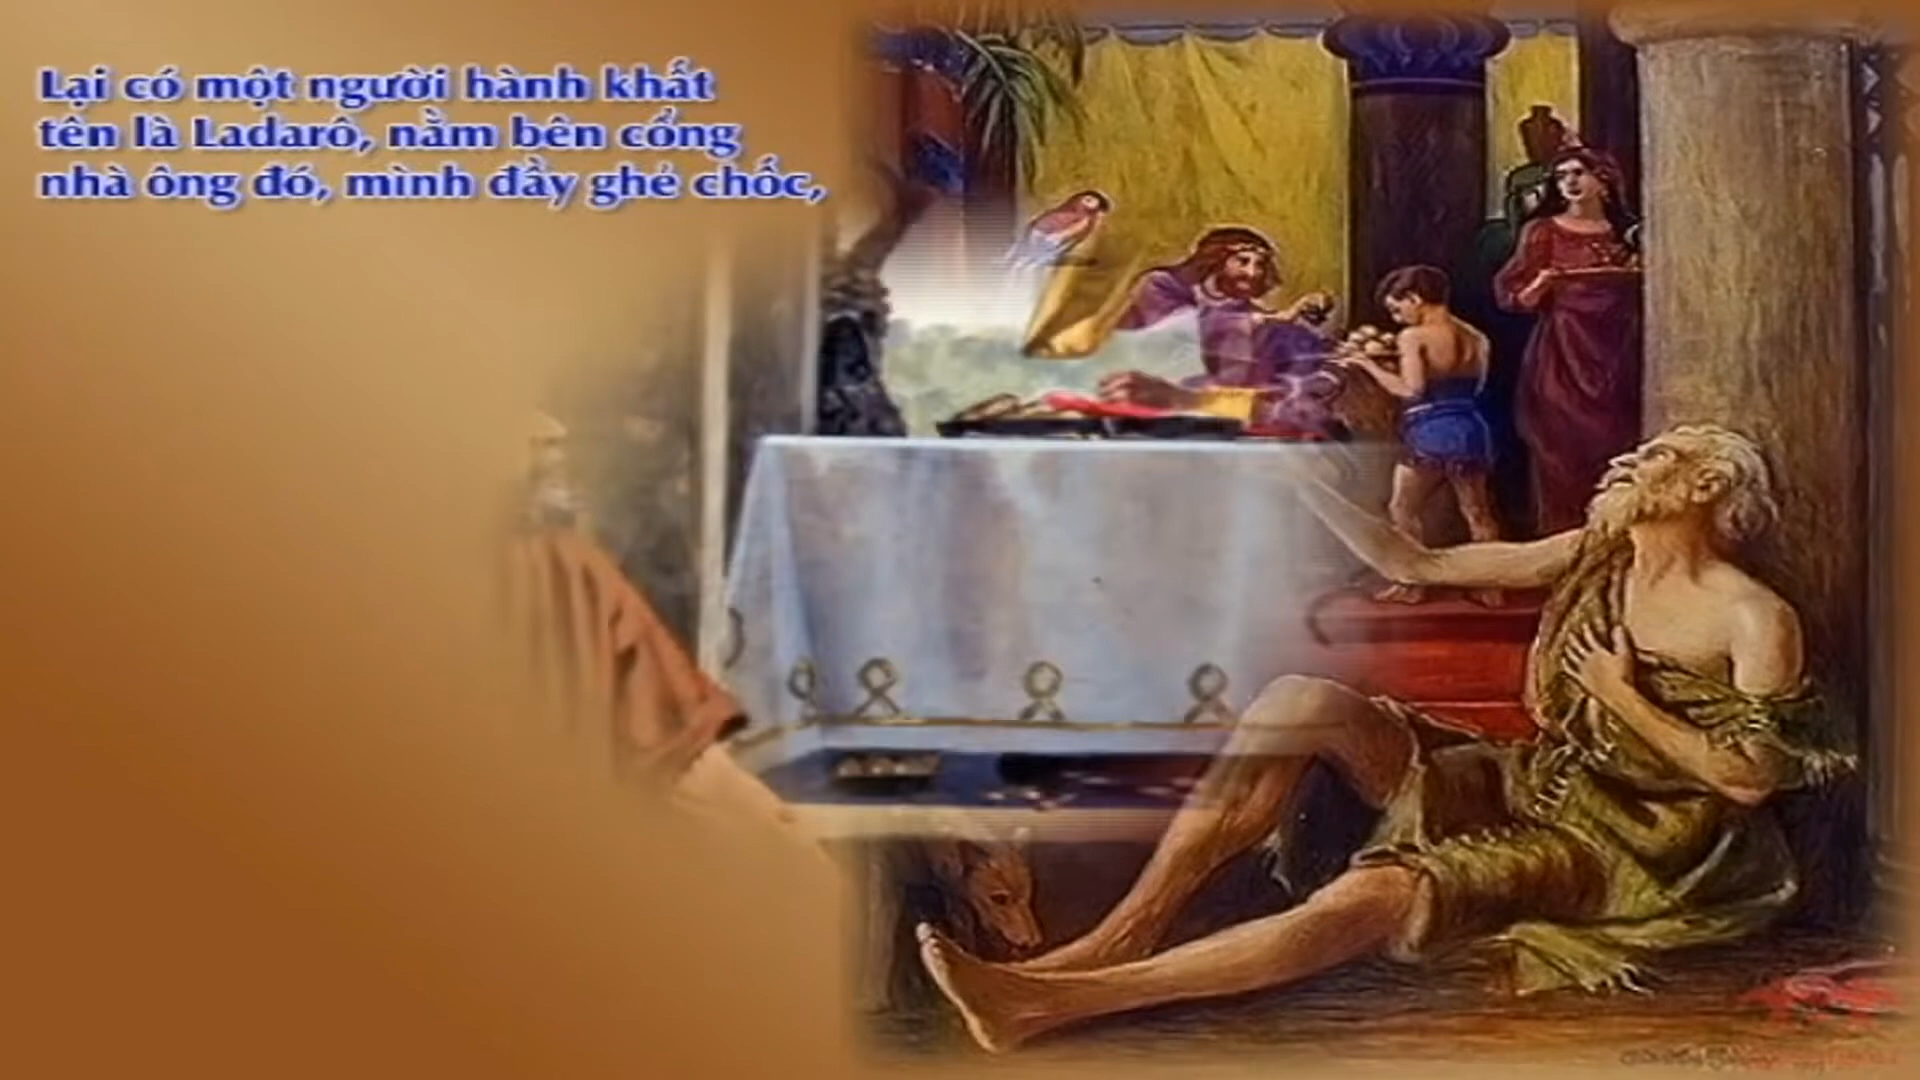 Lại có một người hành khất
tên là Ladarô, nằm bên cổng
nhà ông đó, mình đầy ghẻ chốc,